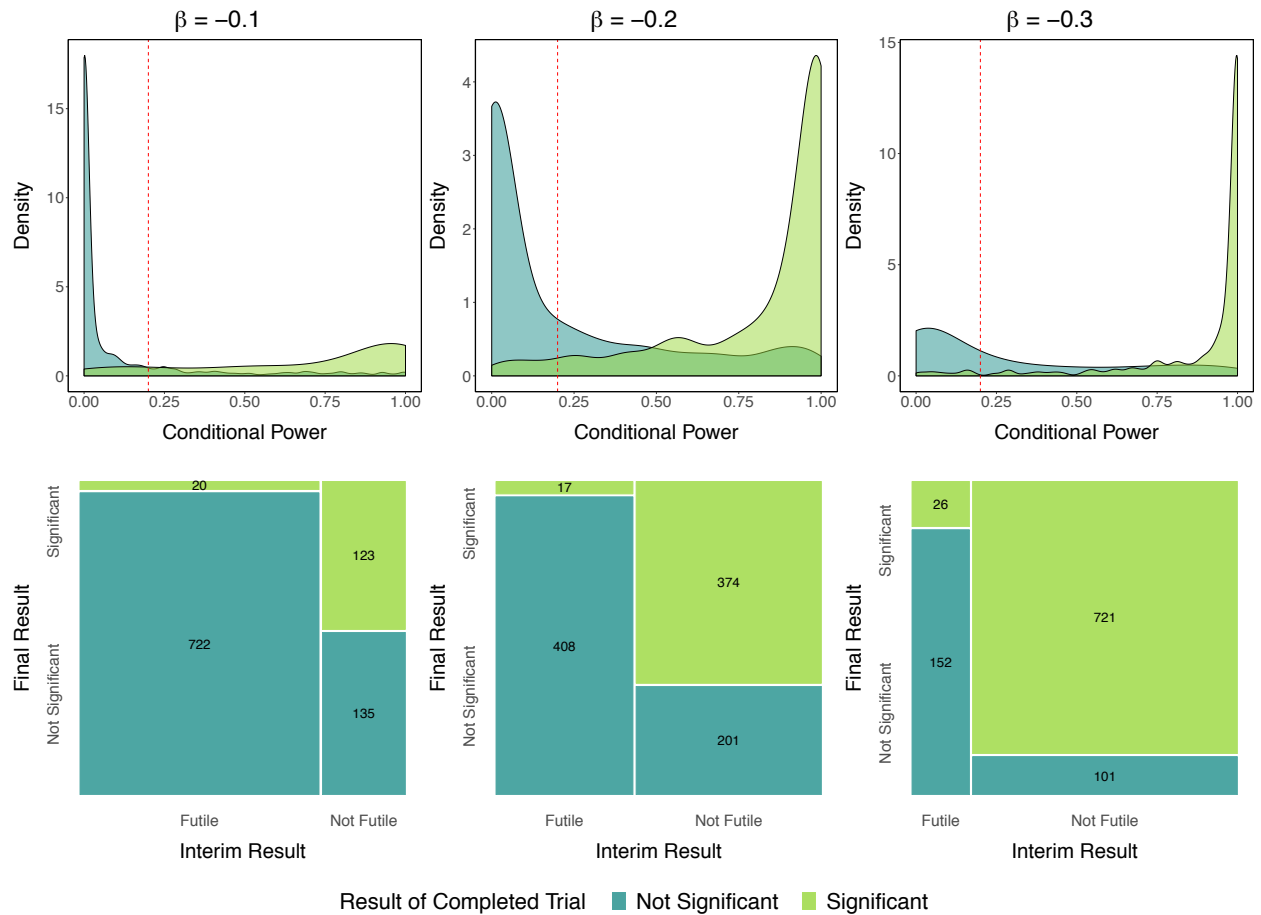 β = −0.1
β = −0.2
β = −0.3
Density
15
10
5
0
0.00 0.25 0.50 0.75 1.00
Conditional Power
Density
4
3
2
1
0
0.00 0.25 0.50 0.75 1.00
Conditional Power
Density
15
10
5
0
0.00 0.25 0.50 0.75 1.00
Conditional Power
Final Result
Significant
Not Significant
20
123
722
135
Futile Not Futile
Interim Result
Final Result
Significant
Not Significant
17
374
408
201
Futile Not Futile
Interim Result
Final Result
Significant
Not Significant
26
721
152
101
Futile Not Futile
Interim Result
Result of Completed Trial Not Significant Significant